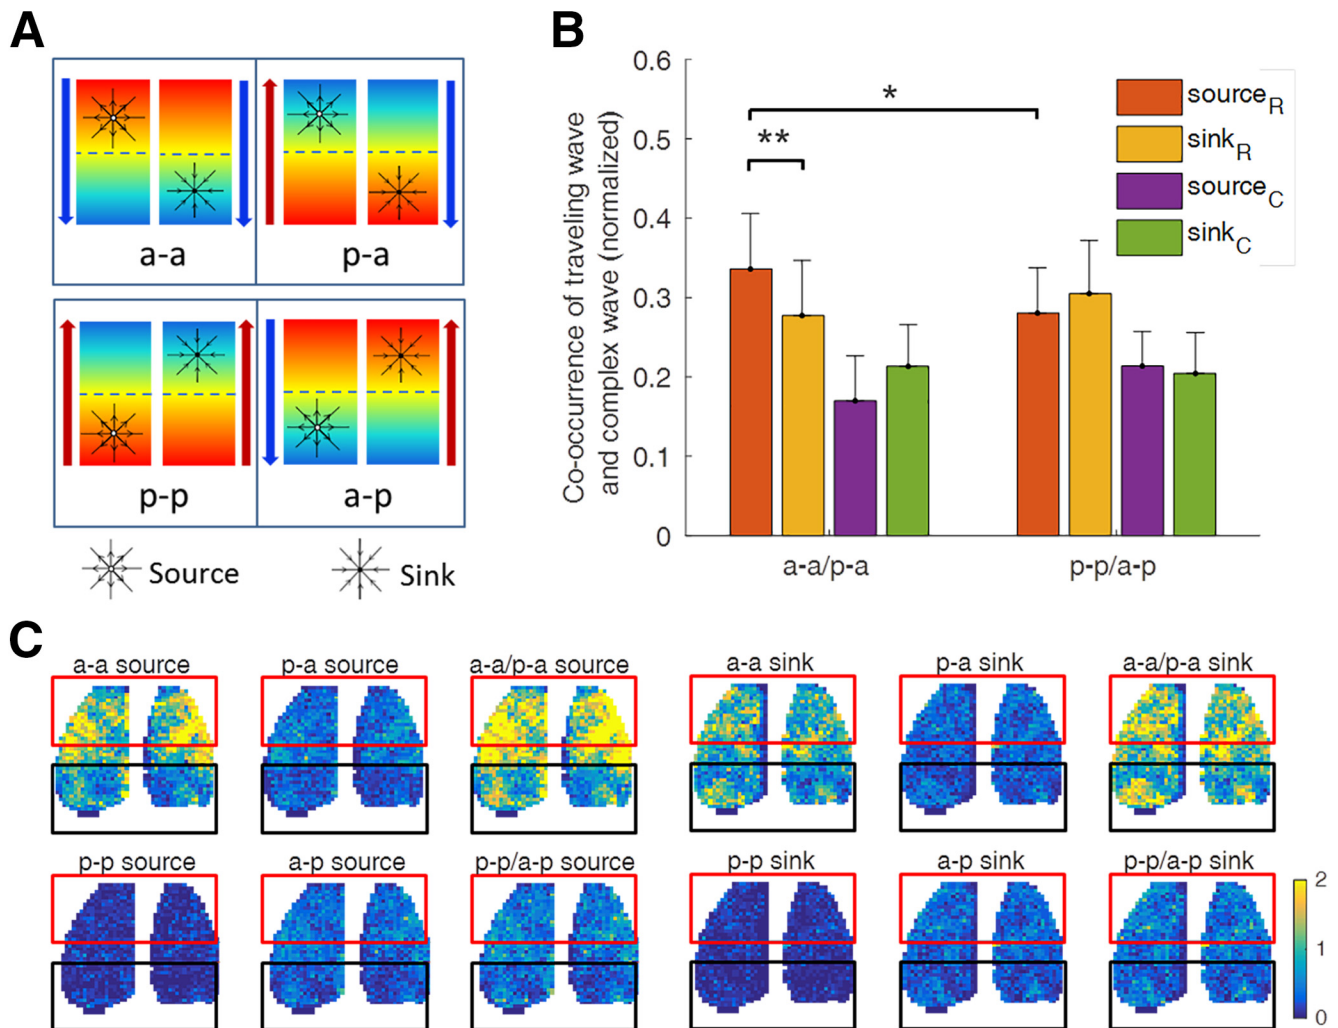 A
a-a
p-a
p-p
a-p
Source
Sink
B
Co-occurrence of traveling wave
and complex wave (normalized)
0.6
0.5
0.4
0.3
0.2
0.1
0
*
**
source_R
sink_R
source_C
sink_C
a-a/p-a
p-p/a-p
C
a-a source
p-a source
a-a/p-a source
a-a sink
p-a sink
a-a/p-a sink
p-p source
a-p source
p-p/a-p source
p-p sink
a-p sink
p-p/a-p sink
2
1
0